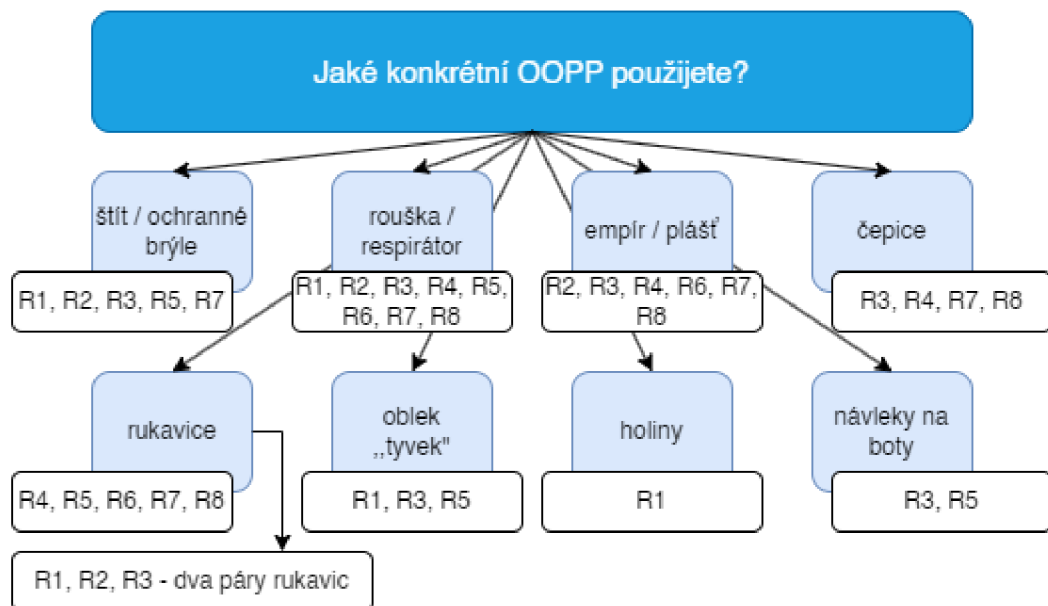 Jaké konkrétní OOPP použijete?
štít / ochranné
brýle
R1, R2, R3, R5, R7
rouška /
respirátor
R1, R2, R3, R4, R5,
R6, R7, R8
empír / plášť
R2, R3, R4, R6, R7,
R8
čepice
R3, R4, R7, R8
rukavice
R4, R5, R6, R7, R8
R1, R2, R3 - dva páry rukavic
oblek
,,tyvek"
R1, R3, R5
holiny
R1
návleky na
boty
R3, R5